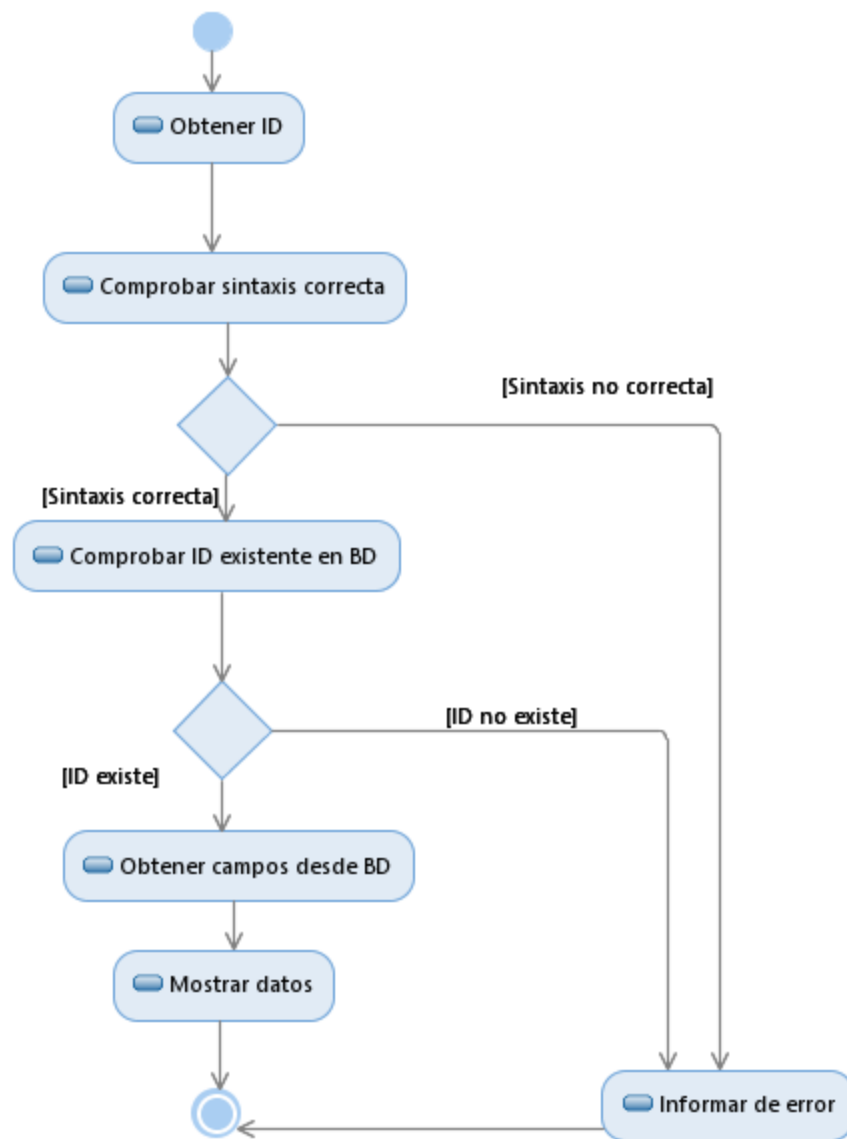 Obtener ID
Comprobar sintaxis correcta
[Sintaxis no correcta]
[Sintaxis correcta]
Comprobar ID existente en BD
[ID no existe]
[ID existe]
Obtener campos desde BD
Mostrar datos
Informar de error